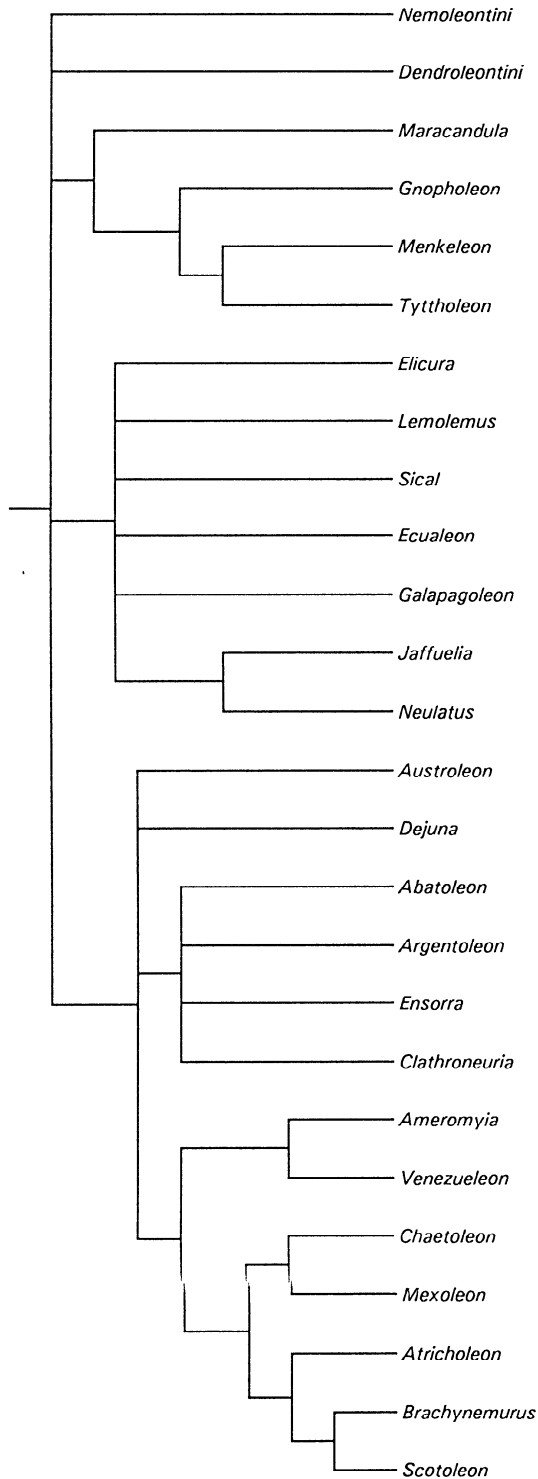 Nemoleontini
Dendroleontini
Maracandula
Gnopholeon
Menkeleon
Tyttholeon
Elicura
Lemolemus
Sical
Ecualeon
Galapagoleon
Jaffuelia
Neulatus
Austroleon
Dejuna
Abatoleon
Argentoleon
Ensorra
Clathroneuria
Ameromyia
Venezueleon
Chaetoleon
Mexoleon
Atricholeon
Brachynemurus
Scotoleon